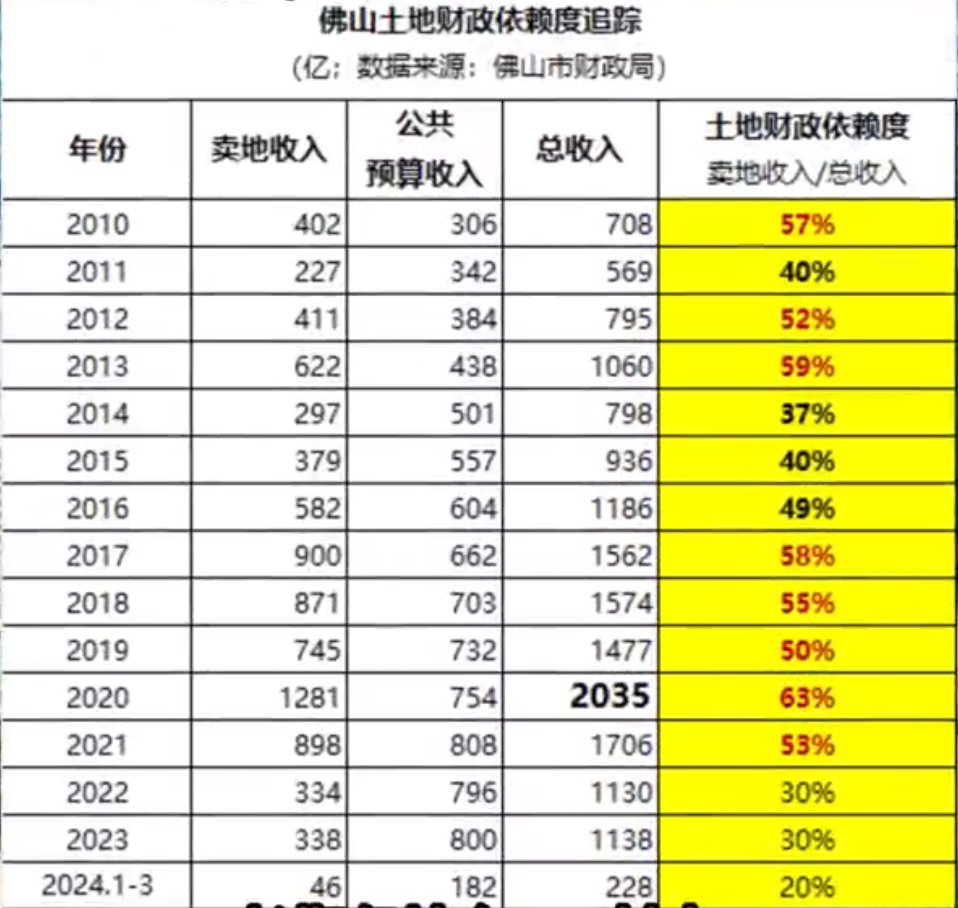 佛山土地财政依赖度追踪
(亿；数据来源：佛山市财政局)
年份 卖地收入 公共预算收入 总收入 土地财政依赖度 卖地收入/总收入
2010 402 306 708 57%
2011 227 342 569 40%
2012 411 384 795 52%
2013 622 438 1060 59%
2014 297 501 798 37%
2015 379 557 936 40%
2016 582 604 1186 49%
2017 900 662 1562 58%
2018 871 703 1574 55%
2019 745 732 1477 50%
2020 1281 754 2035 63%
2021 898 808 1706 53%
2022 334 796 1130 30%
2023 338 800 1138 30%
2024.1-3 46 182 228 20%